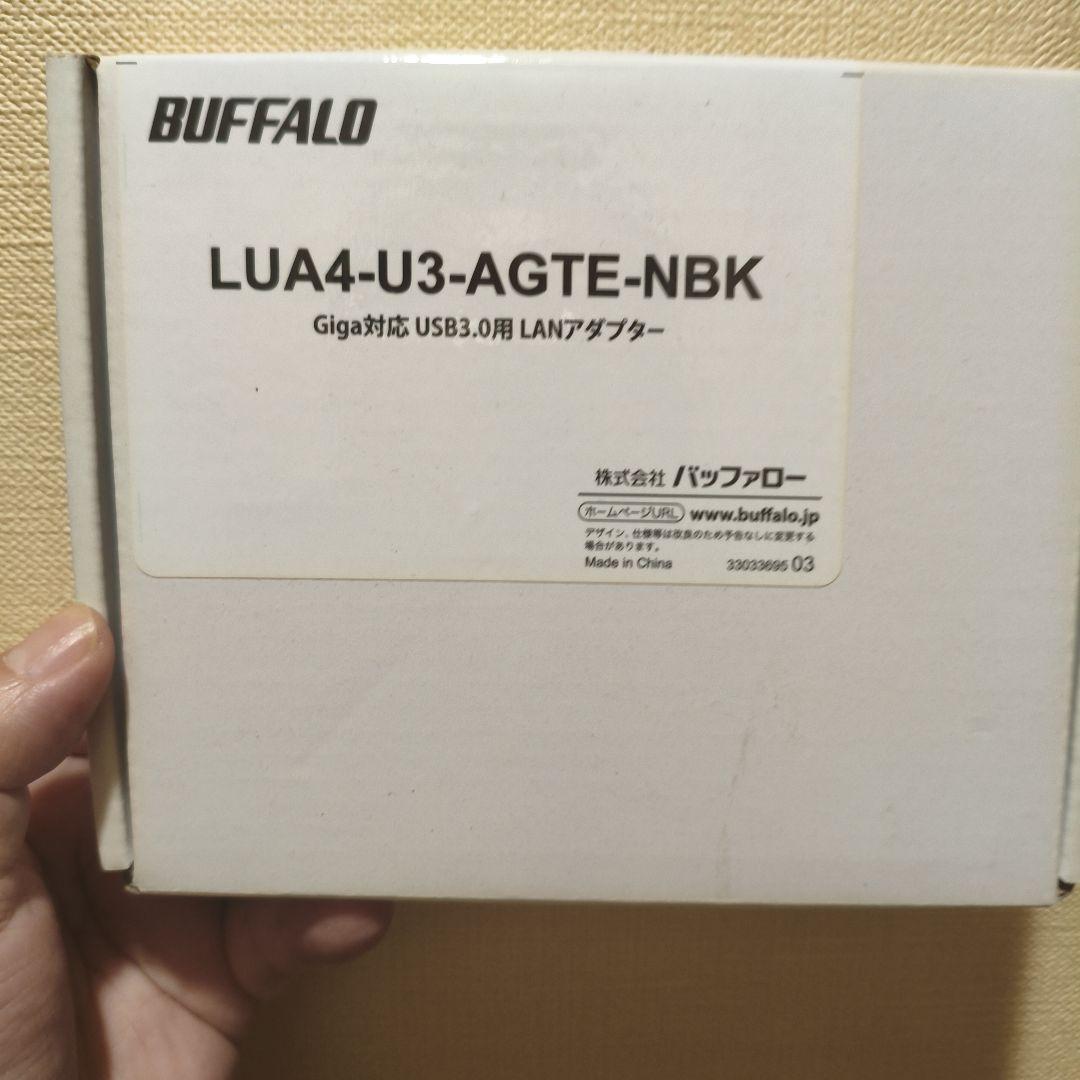 BUFFALO
LUA4-U3-AGTE-NBK
Giga対応 USB3.0用 LANアダプター
株式会社 バッファロー
ホームページURL www.buffalo.jp
デザイン、仕様等は改良のため予告なしに変更する
場合があります。
Made in China 33033695 03